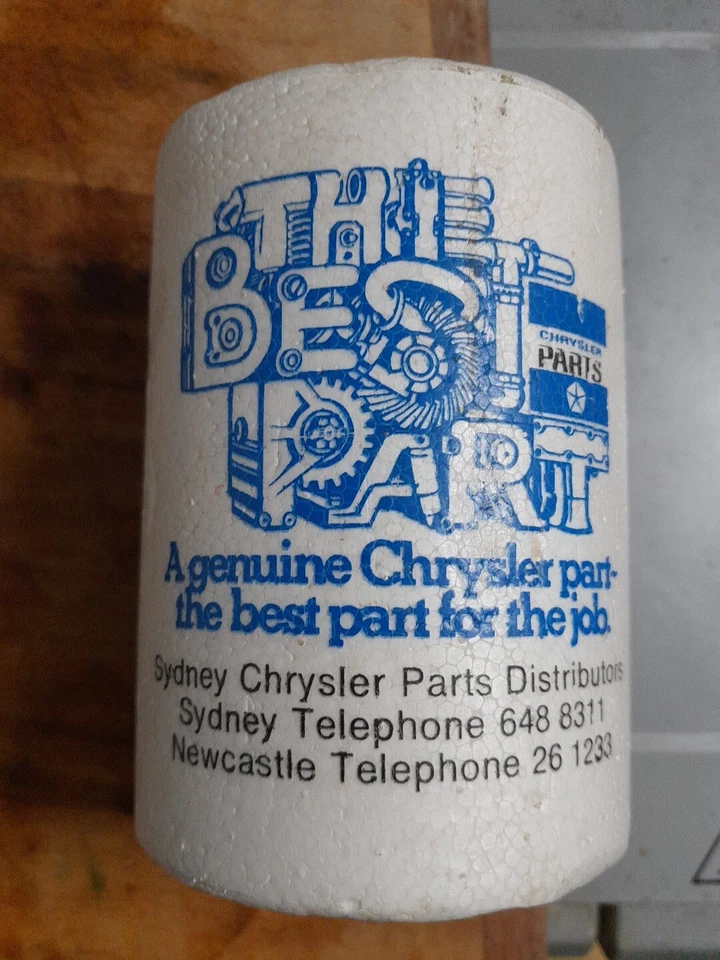 THE
BEST
CHRYSLER
PARTS
PART
A genuine Chrysler part-
the best part for the job.
Sydney Chrysler Parts Distributors
Sydney Telephone 648 8311
Newcastle Telephone 26 1233